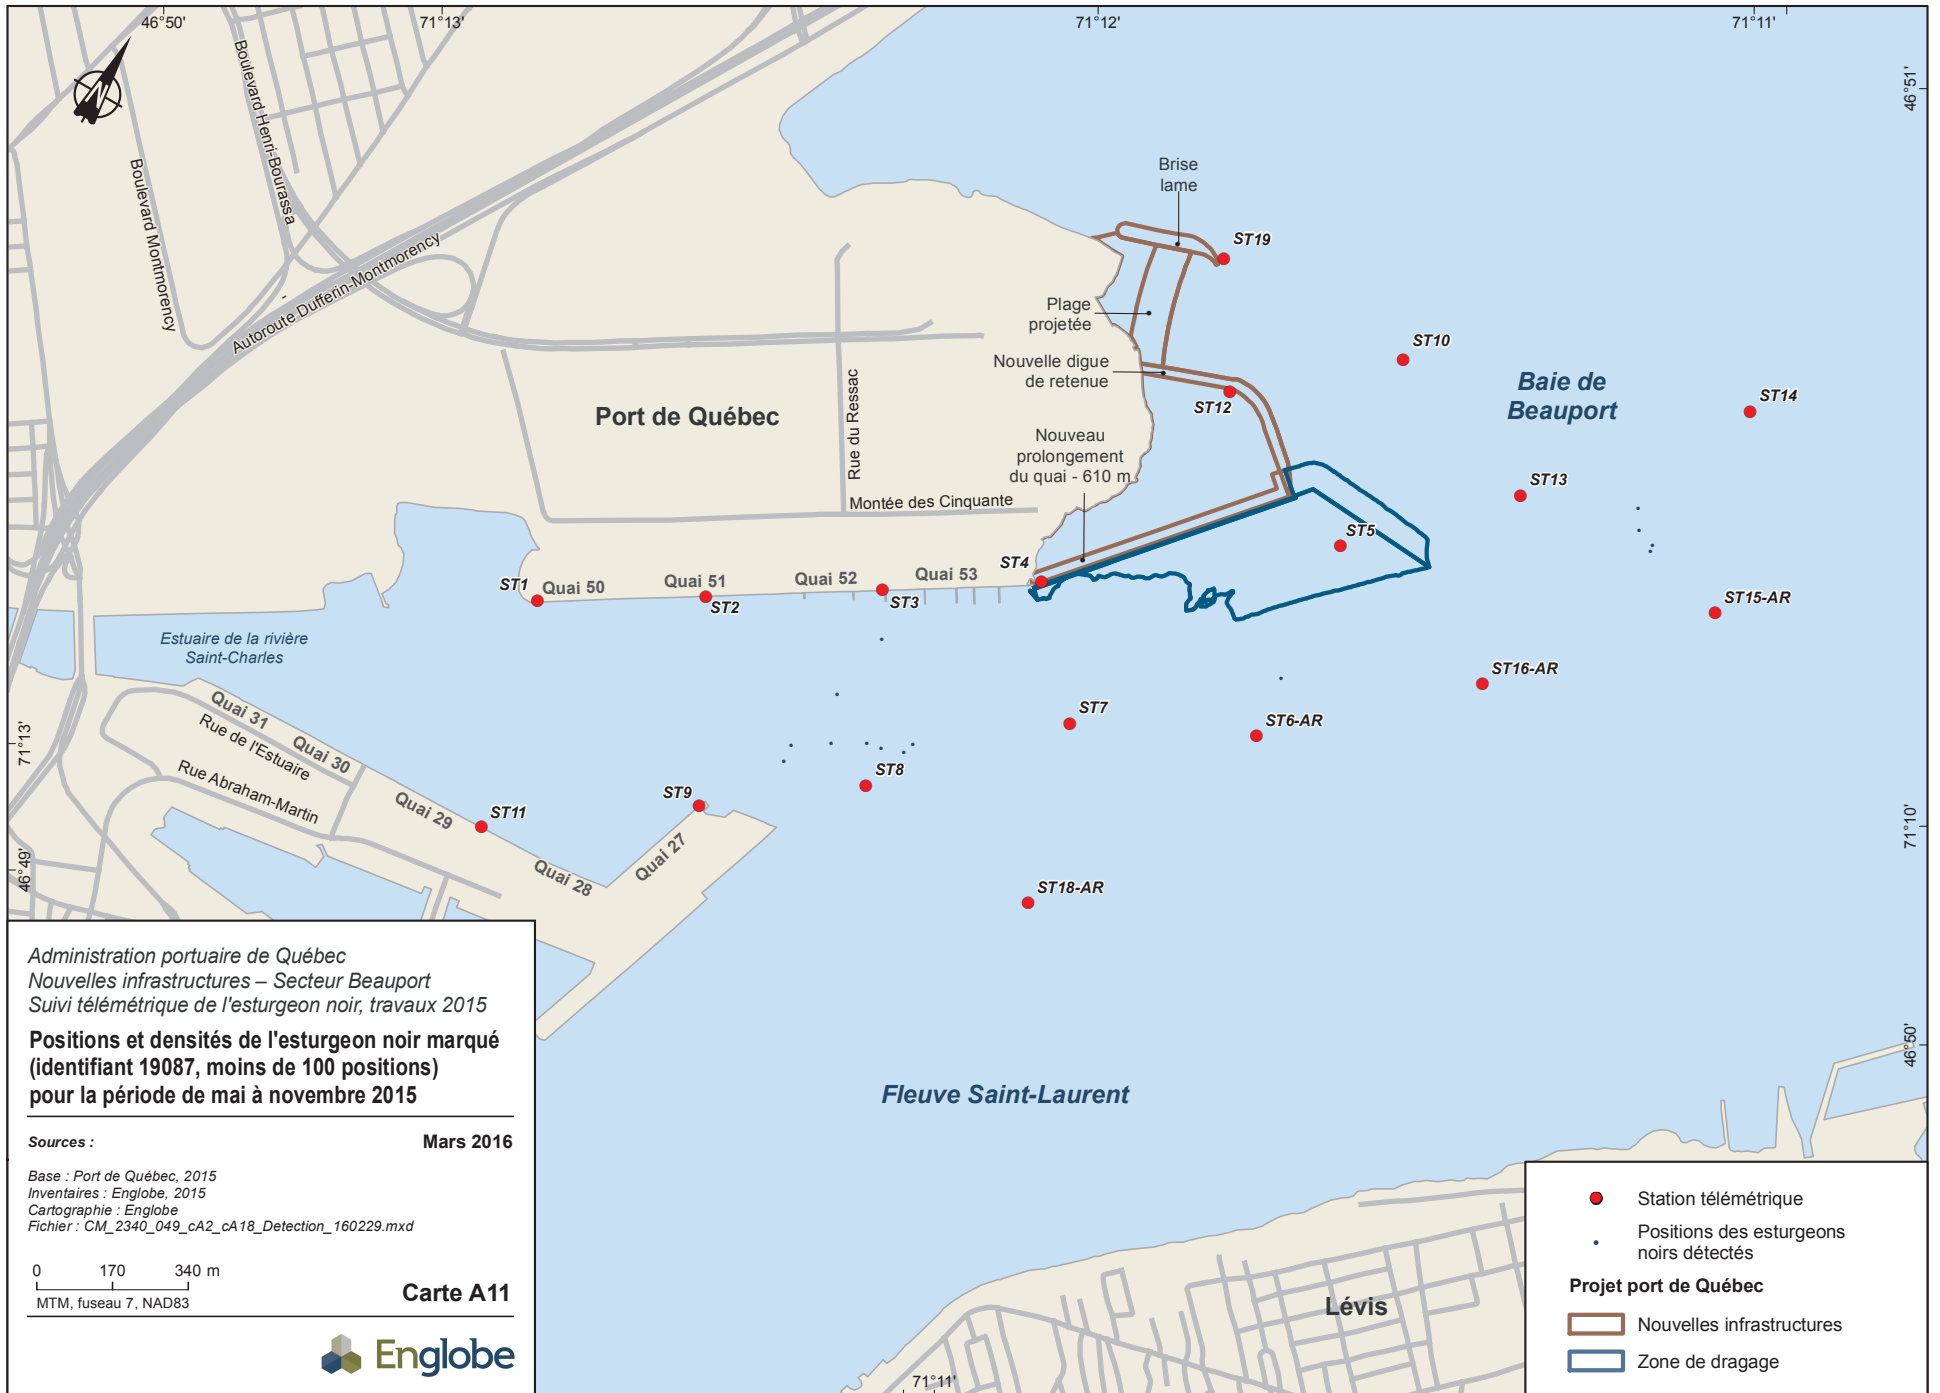 46°50'
71°13'
71°12'
71°11'
46°51'
Boulevard Henri-Bourassa
Boulevard Montmorency
Autoroute Dufferin-Montmorency
Brise
lame
ST19
Plage
projetée
ST10
Nouvelle digue
de retenue
Baie de
Beauport
ST14
ST12
Port de Québec
Rue du Ressac
Nouveau
prolongement
du quai - 610 m
Montée des Cinquante
ST13
ST5
ST4
ST1
Quai 50
Quai 51
ST2
Quai 52
ST3
Quai 53
ST15-AR
Estuaire de la rivière
Saint-Charles
ST16-AR
Quai 31
Rue de l'Estuaire
Quai 30
Rue Abraham-Martin
Quai 29
ST7
ST6-AR
71°13'
ST8
ST9
ST11
Quai 27
Quai 28
71°10'
46°49'
ST18-AR
46°50'
Fleuve Saint-Laurent
Lévis
71°11'
Administration portuaire de Québec
Nouvelles infrastructures – Secteur Beauport
Suivi télémétrique de l'esturgeon noir, travaux 2015
Positions et densités de l'esturgeon noir marqué
(identifiant 19087, moins de 100 positions)
pour la période de mai à novembre 2015
Sources :
Mars 2016
Base : Port de Québec, 2015
Inventaires : Englobe, 2015
Cartographie : Englobe
Fichier : CM_2340_049_cA2_cA18_Detection_160229.mxd
0 170 340 m
MTM, fuseau 7, NAD83
Carte A11
Englobe
Station télémétrique
Positions des esturgeons
noirs détectés
Projet port de Québec
Nouvelles infrastructures
Zone de dragage